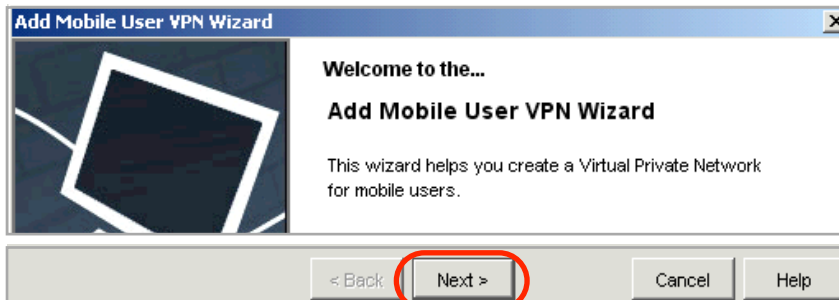 Add Mobile User VPN Wizard
Welcome to the...
Add Mobile User VPN Wizard
This wizard helps you create a Virtual Private Network
for mobile users.
< Back Next > Cancel Help